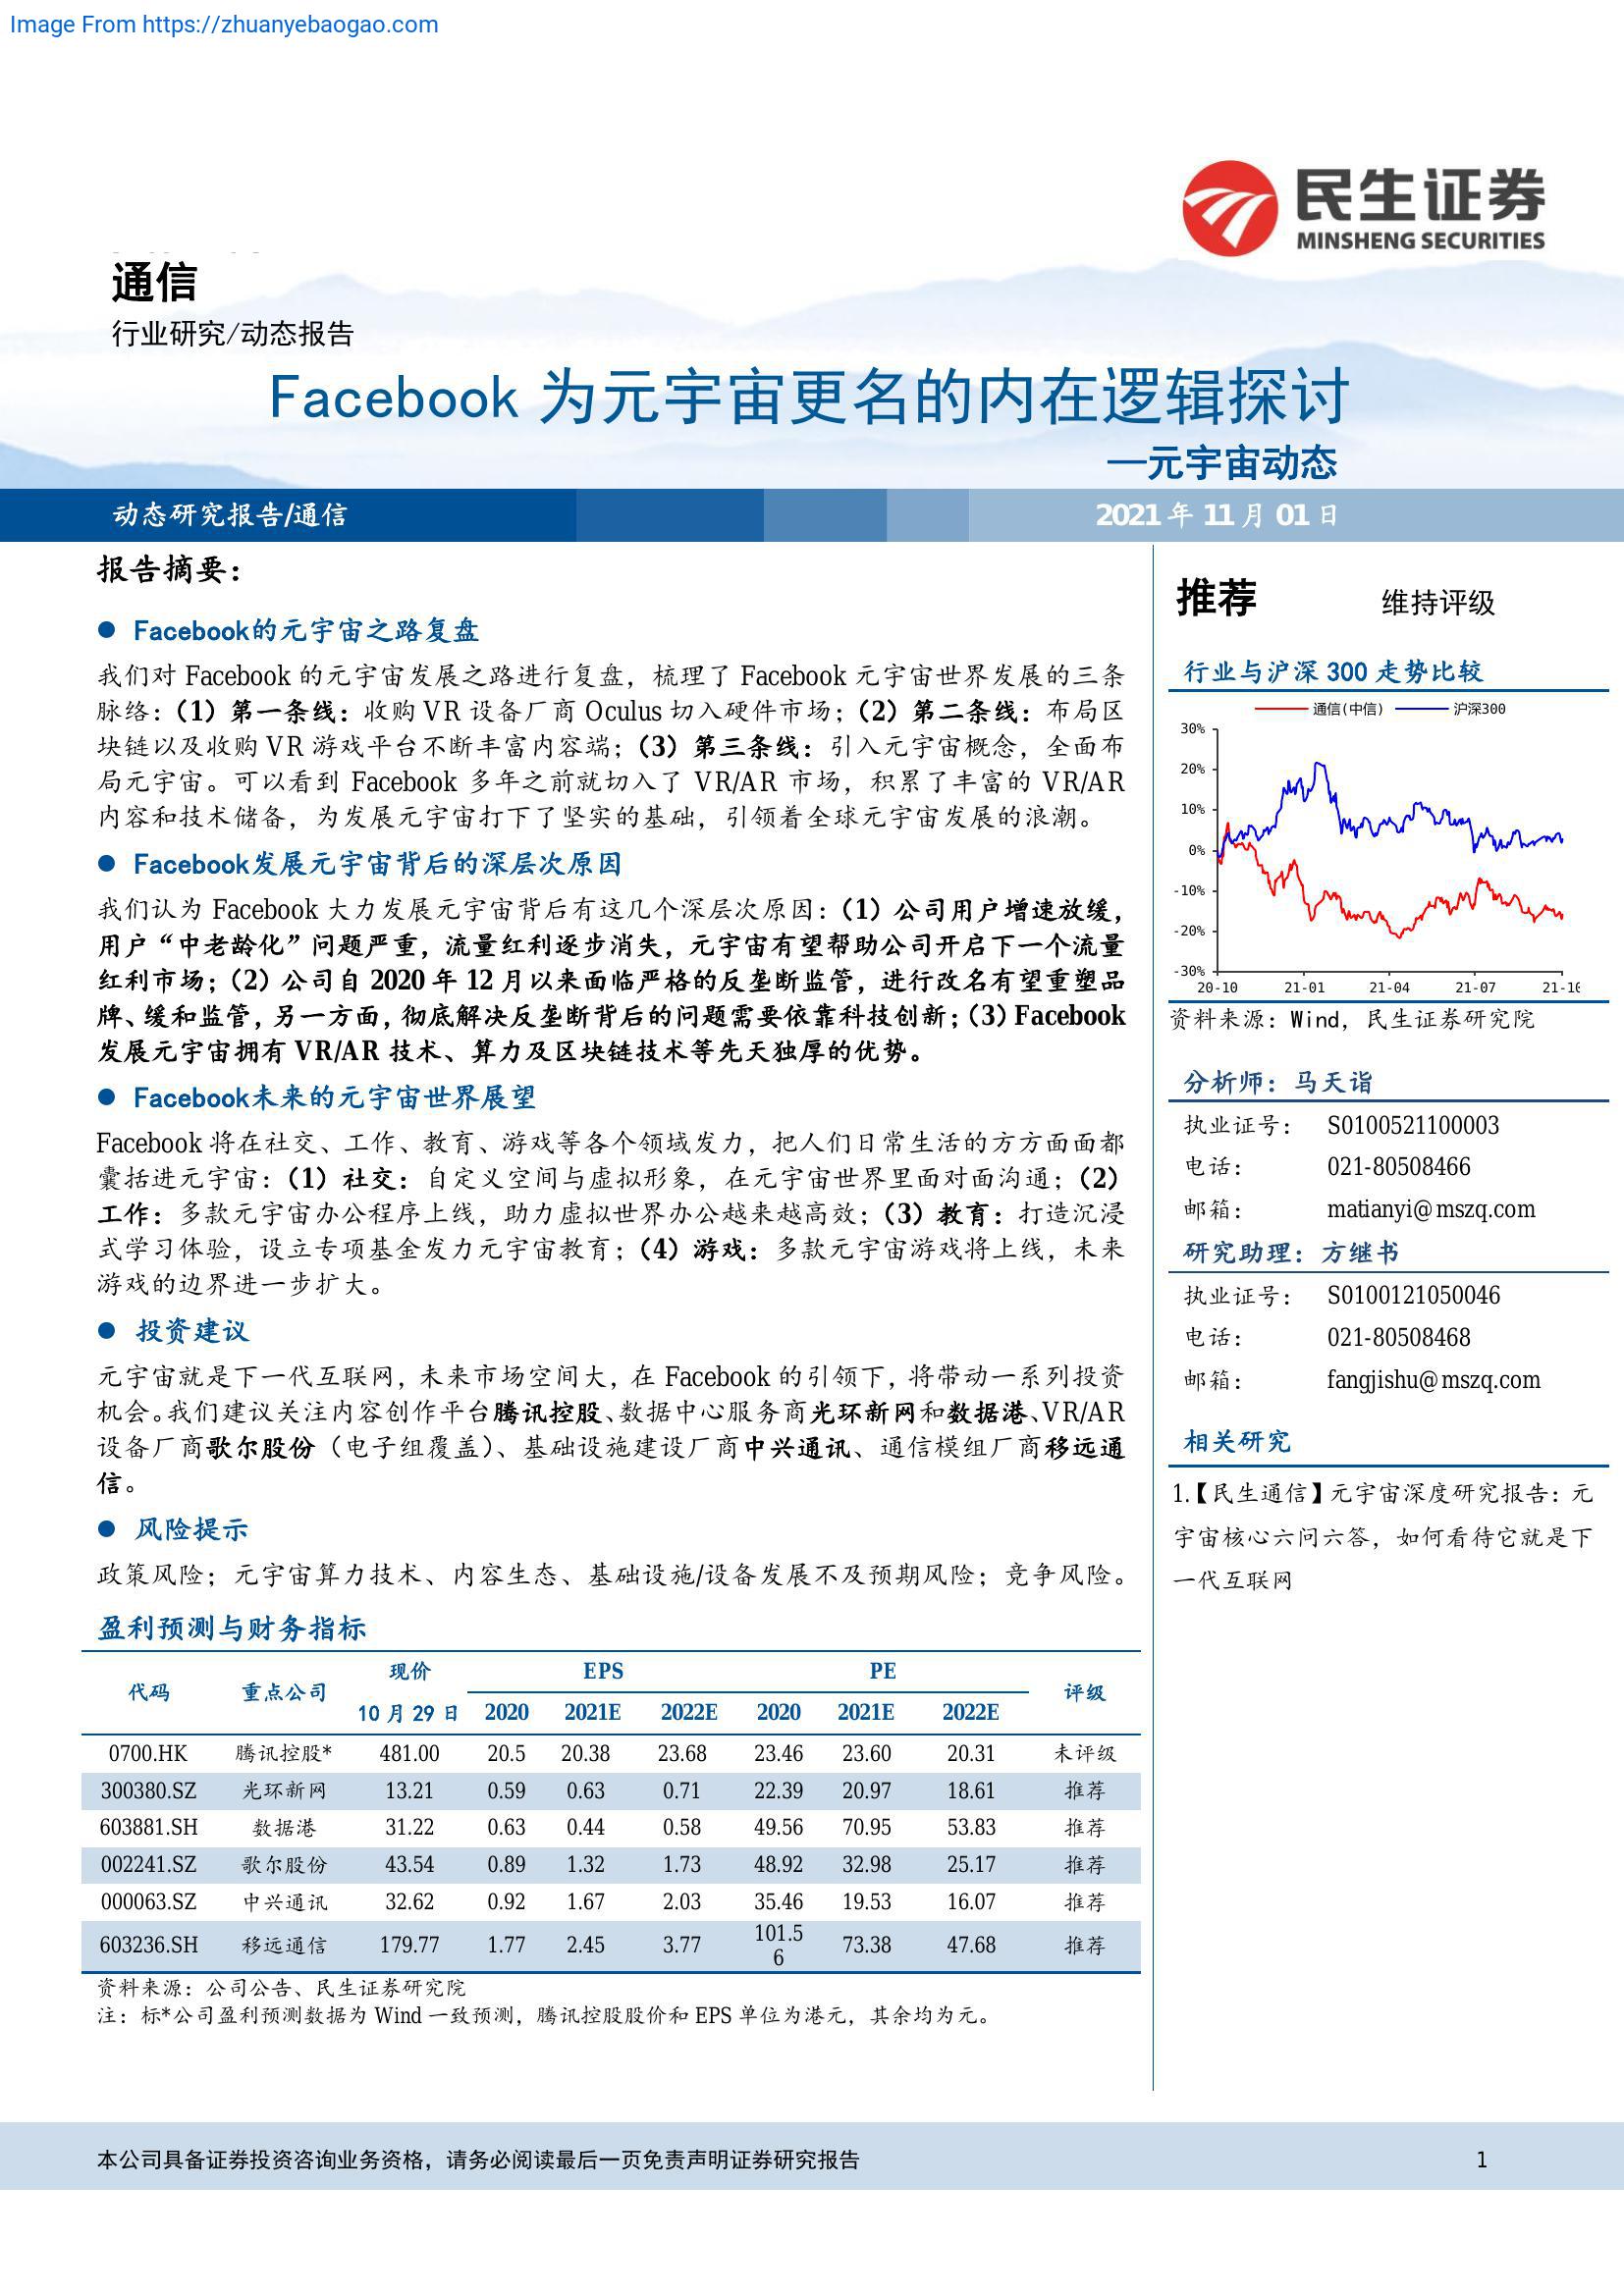 Image From https://zhuanyebaogao.com
民生证券
MINSHENG SECURITIES
通信
行业研究/动态报告
Facebook 为元宇宙更名的内在逻辑探讨
—元宇宙动态
动态研究报告/通信
2021 年 11 月 01 日
报告摘要：
● Facebook的元宇宙之路复盘
我们对 Facebook 的元宇宙发展之路进行复盘，梳理了 Facebook 元宇宙世界发展的三条
脉络：（1）第一条线：收购 VR 设备厂商 Oculus 切入硬件市场；（2）第二条线：布局区
块链以及收购 VR 游戏平台不断丰富内容端；（3）第三条线：引入元宇宙概念，全面布
局元宇宙。可以看到 Facebook 多年之前就切入了 VR/AR 市场，积累了丰富的 VR/AR
内容和技术储备，为发展元宇宙打下了坚实的基础，引领着全球元宇宙发展的浪潮。
● Facebook发展元宇宙背后的深层次原因
我们认为 Facebook 大力发展元宇宙背后有这几个深层次原因：（1）公司用户增速放缓，
用户“中老龄化”问题严重，流量红利逐步消失，元宇宙有望帮助公司开启下一个流量
红利市场；（2）公司自 2020 年 12 月以来面临严格的反垄断监管，进行改名有望重塑品
牌、缓和监管，另一方面，彻底解决反垄断背后的问题需要依靠科技创新；（3）Facebook
发展元宇宙拥有 VR/AR 技术、算力及区块链技术等先天独厚的优势。
● Facebook未来的元宇宙世界展望
Facebook 将在社交、工作、教育、游戏等各个领域发力，把人们日常生活的方方面面都
囊括进元宇宙：（1）社交：自定义空间与虚拟形象，在元宇宙世界里面对面沟通；（2）
工作：多款元宇宙办公程序上线，助力虚拟世界办公越来越高效；（3）教育：打造沉浸
式学习体验，设立专项基金发力元宇宙教育；（4）游戏：多款元宇宙游戏将上线，未来
游戏的边界进一步扩大。
● 投资建议
元宇宙就是下一代互联网，未来市场空间大，在 Facebook 的引领下，将带动一系列投资
机会。我们建议关注内容创作平台腾讯控股、数据中心服务商光环新网和数据港、VR/AR
设备厂商歌尔股份（电子组覆盖）、基础设施建设厂商中兴通讯、通信模组厂商移远通
信。
● 风险提示
政策风险；元宇宙算力技术、内容生态、基础设施/设备发展不及预期风险；竞争风险。
盈利预测与财务指标
代码 重点公司 现价 EPS PE 评级
10 月 29 日 2020 2021E 2022E 2020 2021E 2022E
0700.HK 腾讯控股* 481.00 20.5 20.38 23.68 23.46 23.60 20.31 未评级
300380.SZ 光环新网 13.21 0.59 0.63 0.71 22.39 20.97 18.61 推荐
603881.SH 数据港 31.22 0.63 0.44 0.58 49.56 70.95 53.83 推荐
002241.SZ 歌尔股份 43.54 0.89 1.32 1.73 48.92 32.98 25.17 推荐
000063.SZ 中兴通讯 32.62 0.92 1.67 2.03 35.46 19.53 16.07 推荐
603236.SH 移远通信 179.77 1.77 2.45 3.77 101.56 73.38 47.68 推荐
资料来源：公司公告、民生证券研究院
注：标*公司盈利预测数据为 Wind 一致预测，腾讯控股股价和 EPS 单位为港元，其余均为元。
推荐 维持评级
行业与沪深 300 走势比较
通信(中信) 沪深300
30%
20%
10%
0%
-10%
-20%
-30%
20-10 21-01 21-04 21-07 21-10
资料来源：Wind，民生证券研究院
分析师：马天诣
执业证号： S0100521100003
电话： 021-80508466
邮箱： matianyi@mszq.com
研究助理：方继书
执业证号： S0100121050046
电话： 021-80508468
邮箱： fangjishu@mszq.com
相关研究
1.【民生通信】元宇宙深度研究报告：元
宇宙核心六问六答，如何看待它就是下
一代互联网
本公司具备证券投资咨询业务资格，请务必阅读最后一页免责声明证券研究报告 1